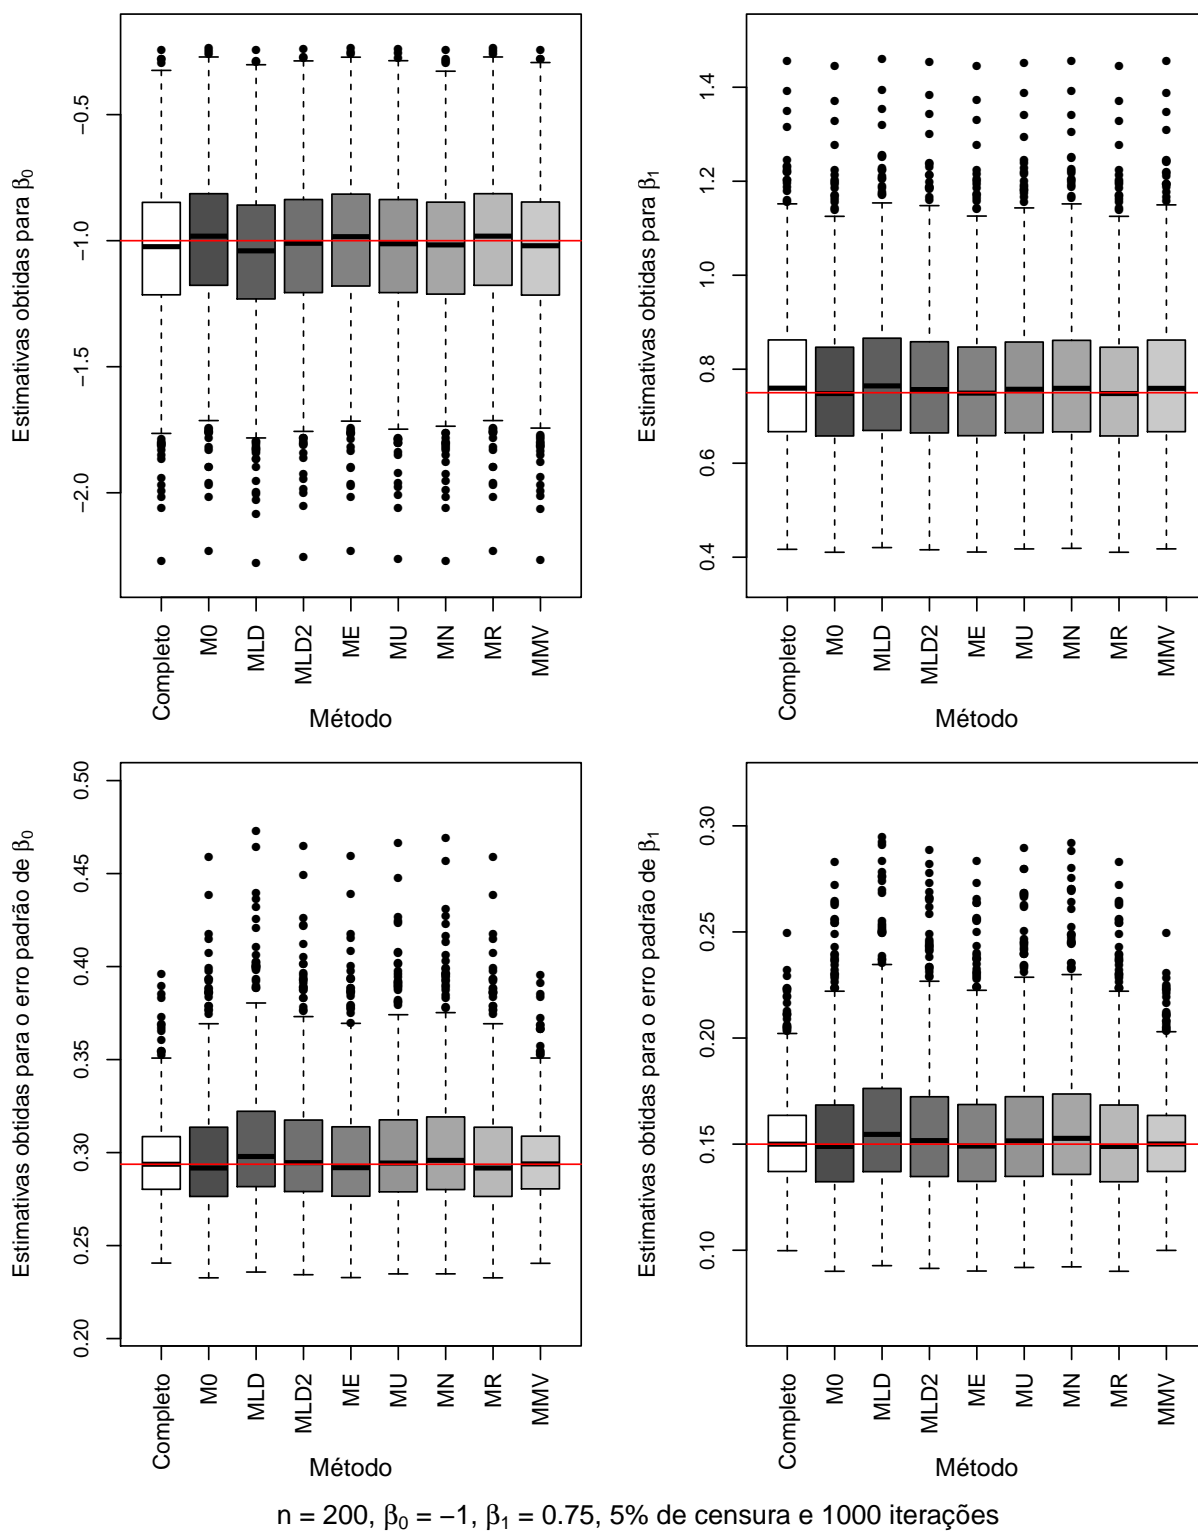 Estimativas obtidas para β0
−2.0
−1.5
−1.0
−0.5
Completo
M0
MLD
MLD2
ME
MU
MN
MR
MMV
Método
Estimativas obtidas para β1
0.4
0.6
0.8
1.0
1.2
1.4
Completo
M0
MLD
MLD2
ME
MU
MN
MR
MMV
Método
Estimativas obtidas para o erro padrão de β0
0.20
0.25
0.30
0.35
0.40
0.45
0.50
Completo
M0
MLD
MLD2
ME
MU
MN
MR
MMV
Método
Estimativas obtidas para o erro padrão de β1
0.10
0.15
0.20
0.25
0.30
Completo
M0
MLD
MLD2
ME
MU
MN
MR
MMV
Método
n = 200, β0 = −1, β1 = 0.75, 5% de censura e 1000 iterações